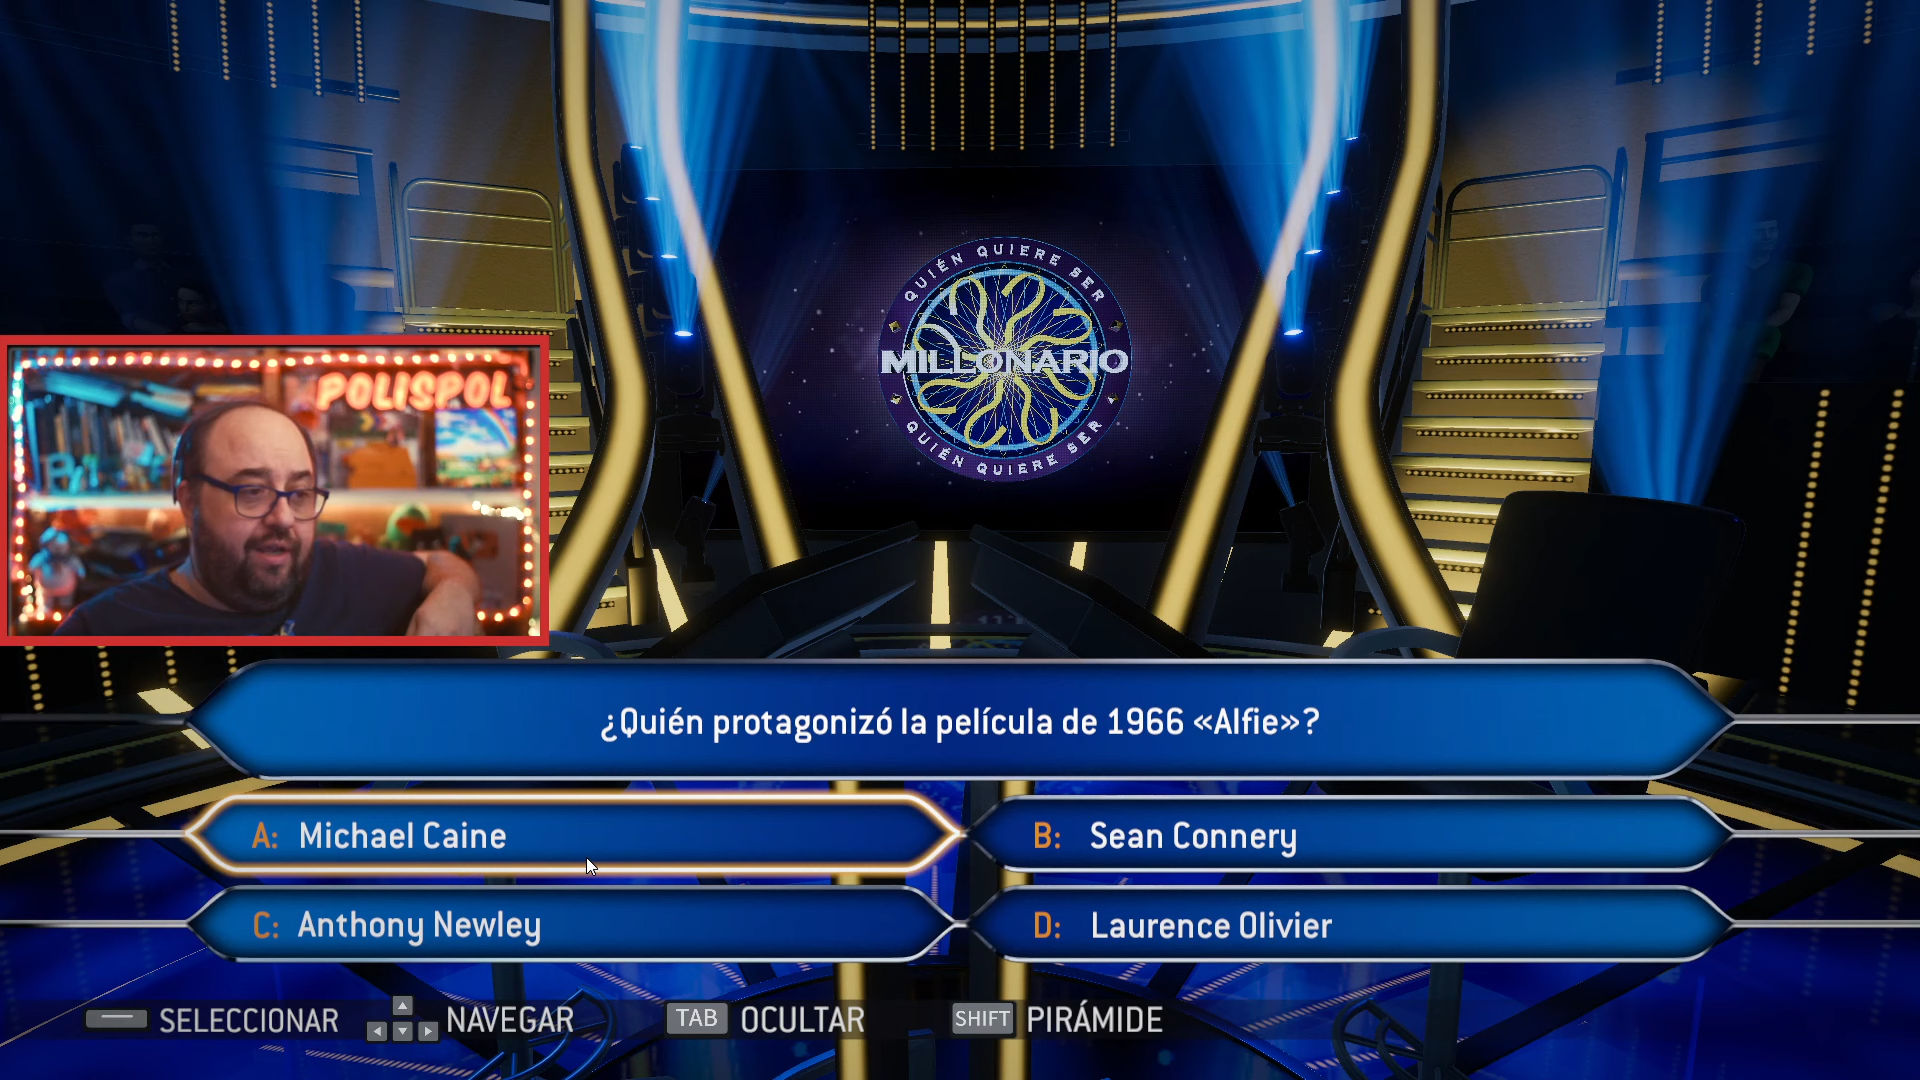 QUIÉN QUIERE SER
MILLONARIO
QUIÉN QUIERE SER
POLISPOL
¿Quién protagonizó la película de 1966 «Alfie»?
A: Michael Caine
B: Sean Connery
C: Anthony Newley
D: Laurence Olivier
SELECCIONAR
NAVEGAR
TAB OCULTAR
SHIFT PIRÁMIDE